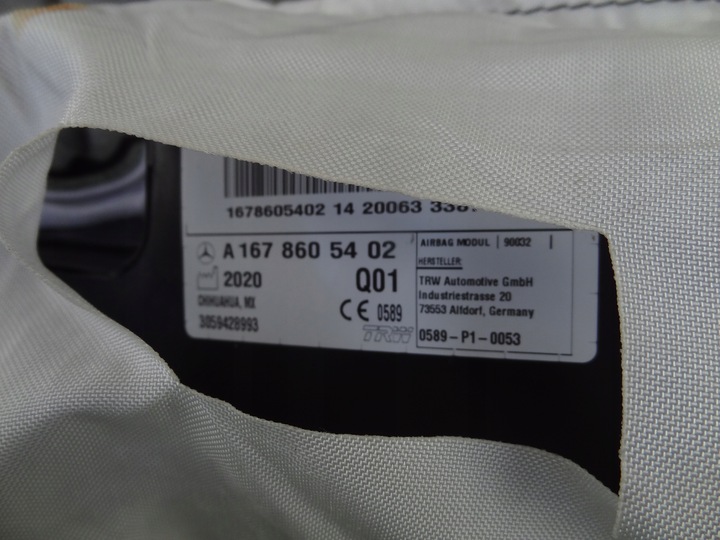 1678605402 14 20063
A 167 860 54 02
2020 Q01
CHIHUAHUA, MX
3059428993
CE 0589
TRW
AIRBAG MODUL | 90032 |
HERSTELLER:
TRW Automotive GmbH
Industriestrasse 20
73553 Alfdorf, Germany
0589-P1-0053